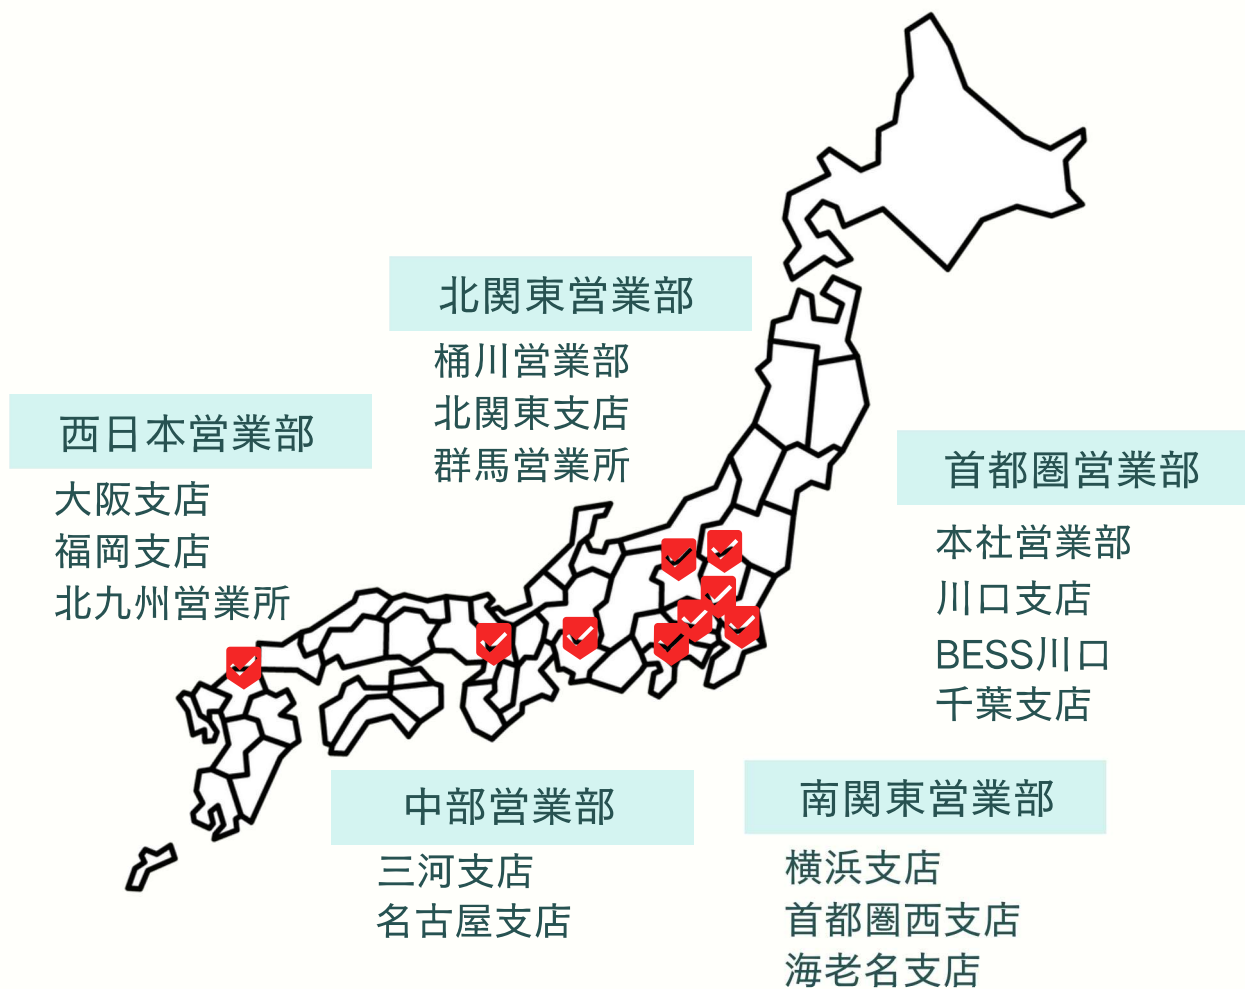 北関東営業部
桶川営業部
北関東支店
群馬営業所
西日本営業部
大阪支店
福岡支店
北九州営業所
首都圏営業部
本社営業部
川口支店
BESS川口
千葉支店
中部営業部
三河支店
名古屋支店
南関東営業部
横浜支店
首都圏西支店
海老名支店